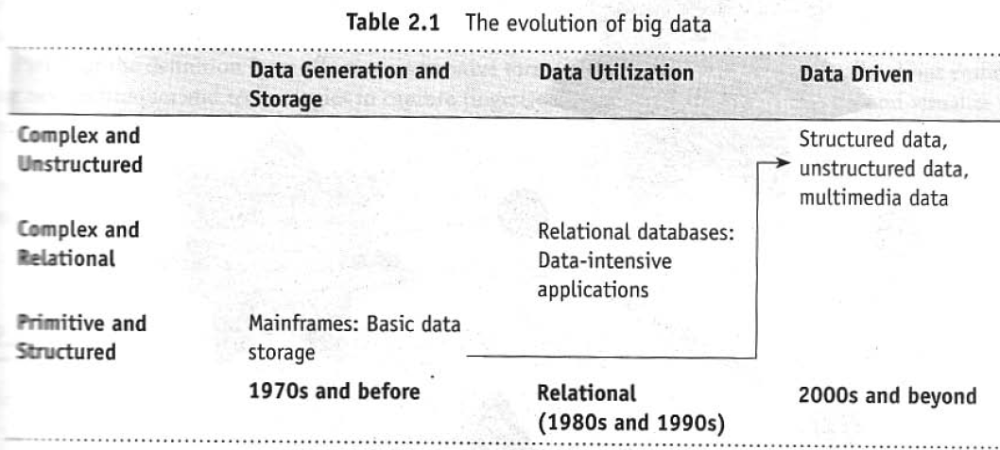 Table 2.1 The evolution of big data
Data Generation and Storage Data Utilization Data Driven
Complex and Unstructured Structured data, unstructured data, multimedia data
Complex and Relational Relational databases: Data-intensive applications
Primitive and Structured Mainframes: Basic data storage
1970s and before Relational (1980s and 1990s) 2000s and beyond